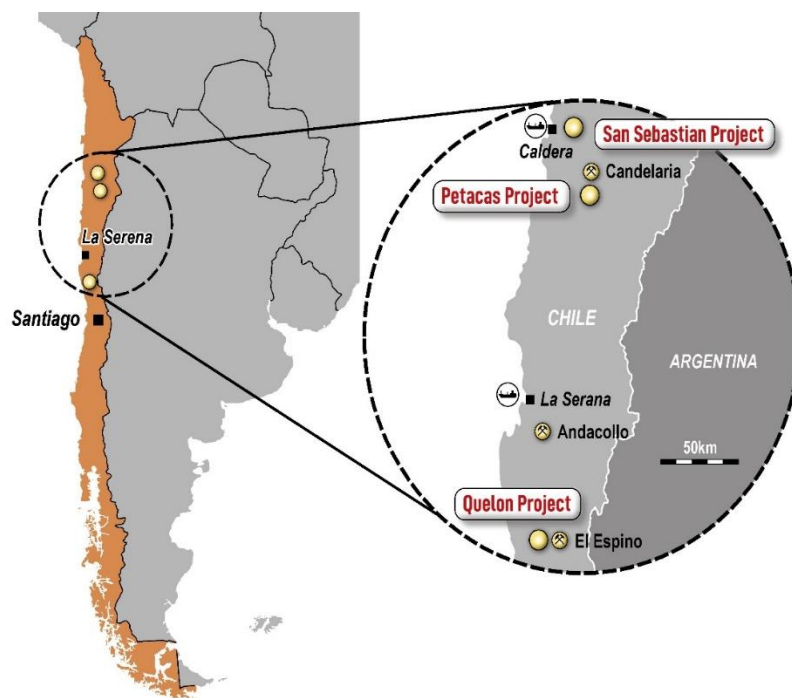 La Serena
Santiago
San Sebastian Project
Caldera
Candelaria
Petacas Project
CHILE
ARGENTINA
La Serana
Andacollo
50km
Quelon Project
El Espino